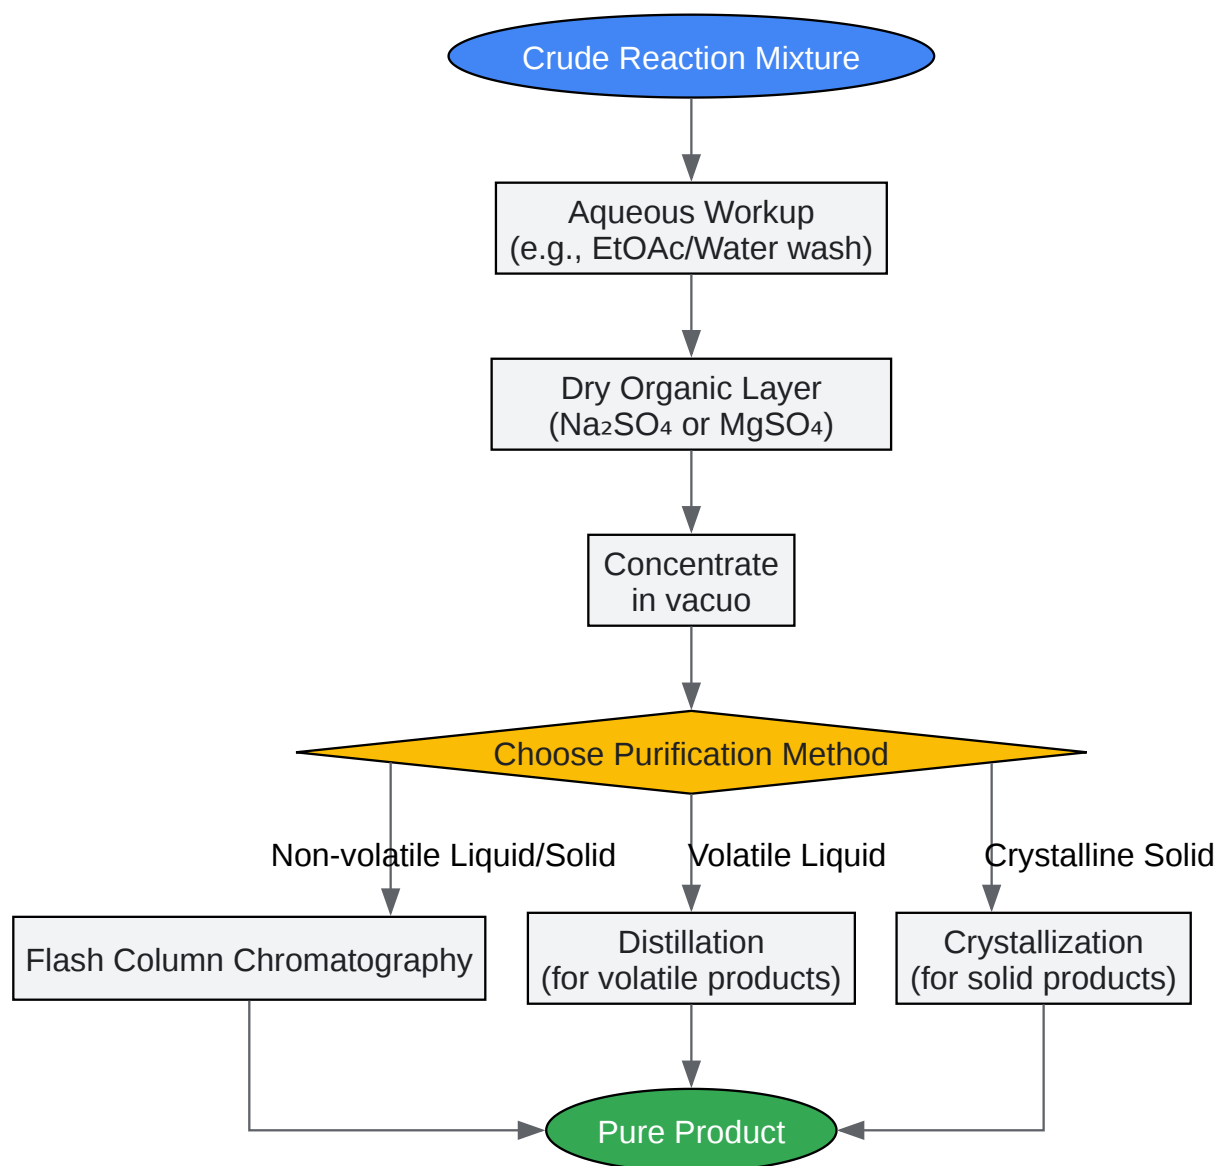 Crude Reaction Mixture
Aqueous Workup
(e.g., EtOAc/Water wash)
Dry Organic Layer
(Na₂SO₄ or MgSO₄)
Concentrate
in vacuo
Choose Purification Method
Non-volatile Liquid/Solid
Volatile Liquid
Crystalline Solid
Flash Column Chromatography
Distillation
(for volatile products)
Crystallization
(for solid products)
Pure Product